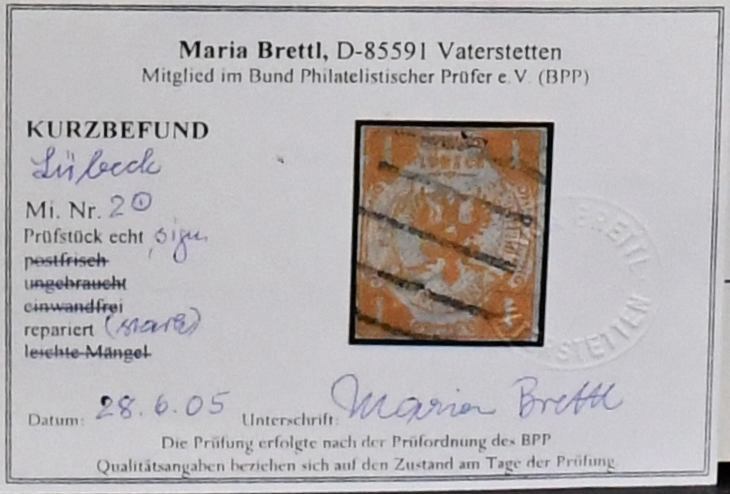 Maria Brettl, D-85591 Vaterstetten
Mitglied im Bund Philatelistischer Prüfer e.V. (BPP)
KURZBEFUND
Lübeck
Mi. Nr. 2
Prüfstück echt, sign.
postfrisch
ungebraucht
einwandfrei
repariert (stark)
leichte Mängel
Datum: 28.6.05 Unterschrift: Maria Brettl
Die Prüfung erfolgte nach der Prüfordnung des BPP
Qualitätsangaben beziehen sich auf den Zustand am Tage der Prüfung
BRETTL